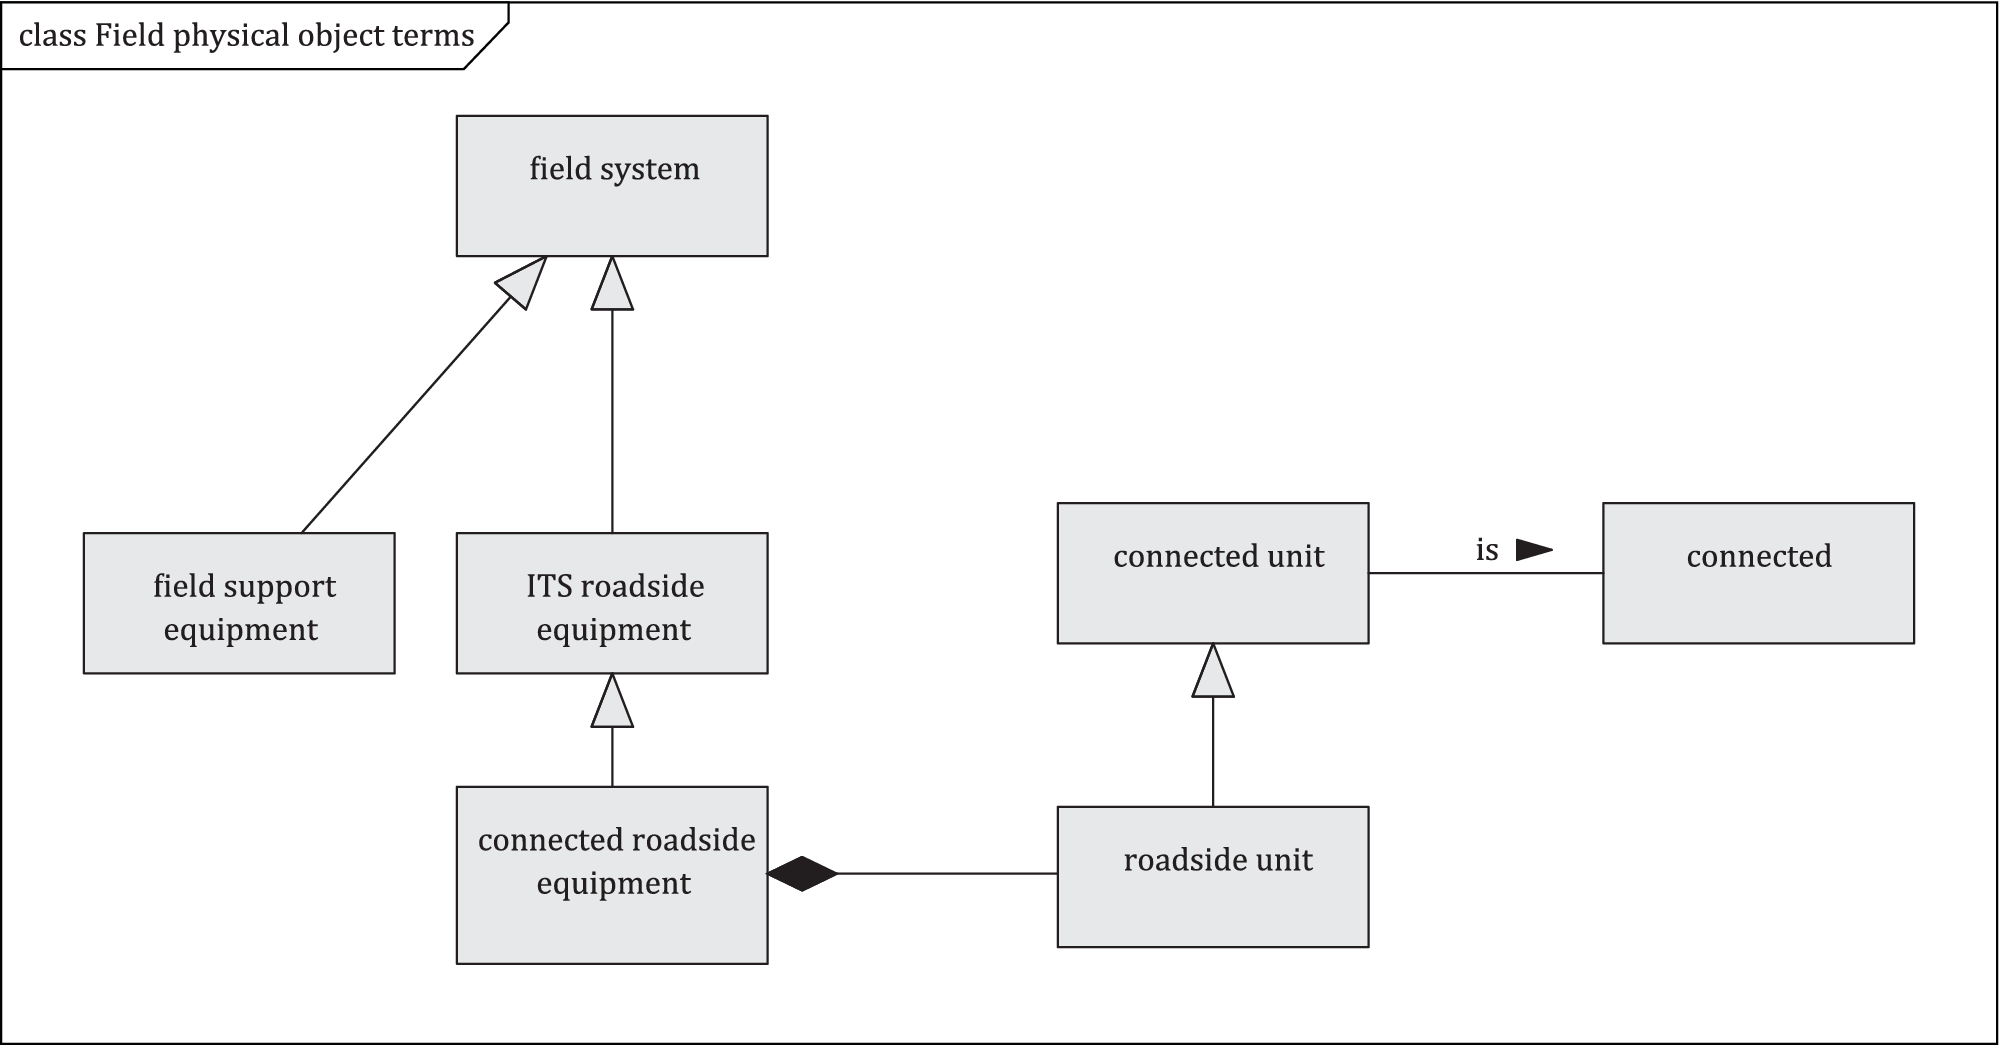 class Field physical object terms
field system
field support
equipment
ITS roadside
equipment
connected unit
is
connected
connected roadside
equipment
roadside unit